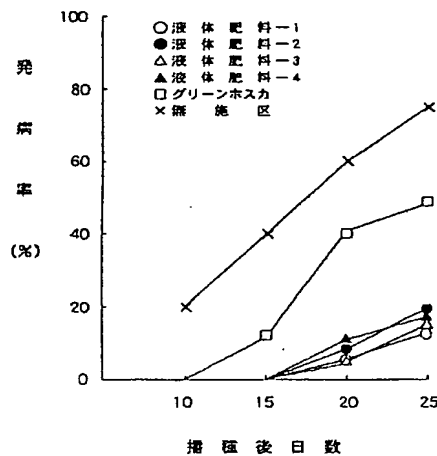 100
80
60
40
20
0
発病率(%)
○液体肥料－1
●液体肥料－2
△液体肥料－3
▲液体肥料－4
□グリーンホスカ
×無施区
10 15 20 25
播種後日数